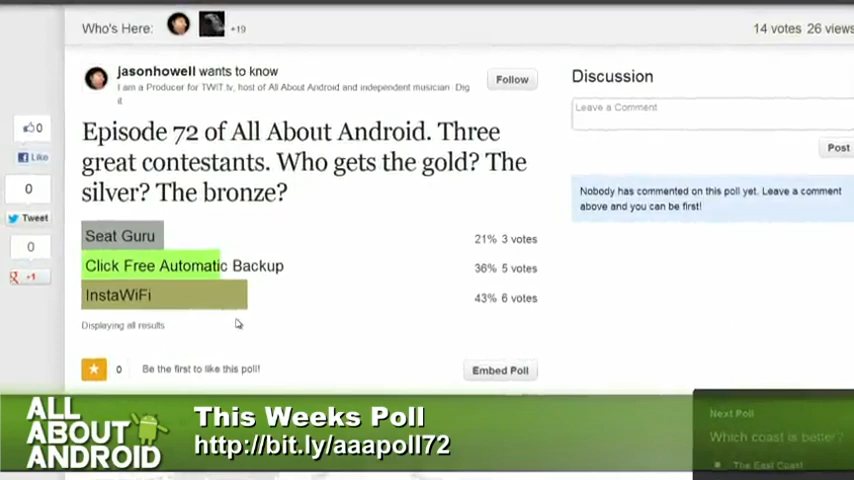 Who's Here:
+19
14 votes 26 views
jasonhowell wants to know
I am a Producer for TWiT.tv, host of All About Android and independent musician. Dig
it.
Follow
Discussion
Leave a Comment
Post
Nobody has commented on this poll yet. Leave a comment
above and you can be first!
0
Like
0
Tweet
0
+1
Episode 72 of All About Android. Three
great contestants. Who gets the gold? The
silver? The bronze?
Seat Guru
21% 3 votes
Click Free Automatic Backup
36% 5 votes
InstaWiFi
43% 6 votes
Displaying all results
0
Be the first to like this poll!
Embed Poll
ALL
ABOUT
ANDROID
This Weeks Poll
http://bit.ly/aaapoll72
Next Poll
Which coast is better?
The East Coast